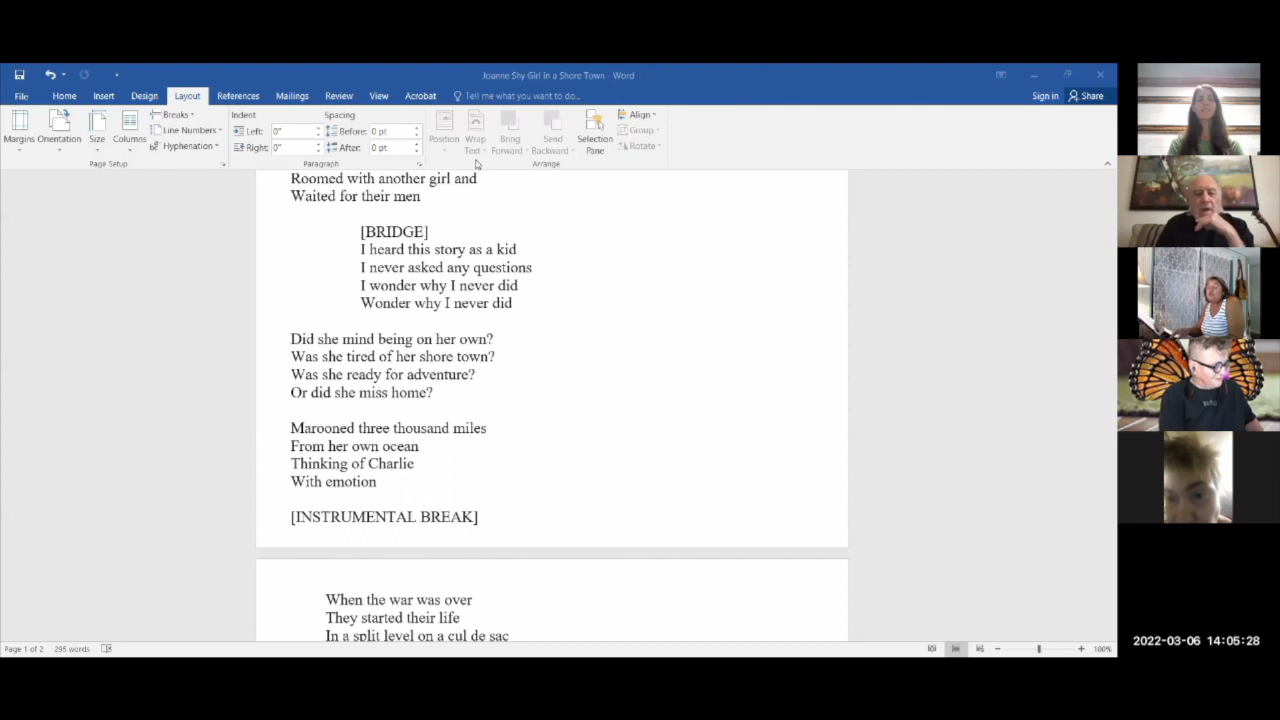 Joanne Shy Girl in a Shore Town - Word
File Home Insert Design Layout References Mailings Review View Acrobat Tell me what you want to do... Sign in Share
Margins Orientation Size Columns Breaks Line Numbers Hyphenation
Page Setup
Indent Spacing
Left: 0" Before: 0 pt
Right: 0" After: 0 pt
Paragraph
Position Wrap Text Bring Forward Send Backward Selection Pane Align Group Rotate
Arrange
Roomed with another girl and
Waited for their men
[BRIDGE]
I heard this story as a kid
I never asked any questions
I wonder why I never did
Wonder why I never did
Did she mind being on her own?
Was she tired of her shore town?
Was she ready for adventure?
Or did she miss home?
Marooned three thousand miles
From her own ocean
Thinking of Charlie
With emotion
[INSTRUMENTAL BREAK]
When the war was over
They started their life
In a split level on a cul de sac
Page 1 of 2 295 words 100%
2022-03-06 14:05:28